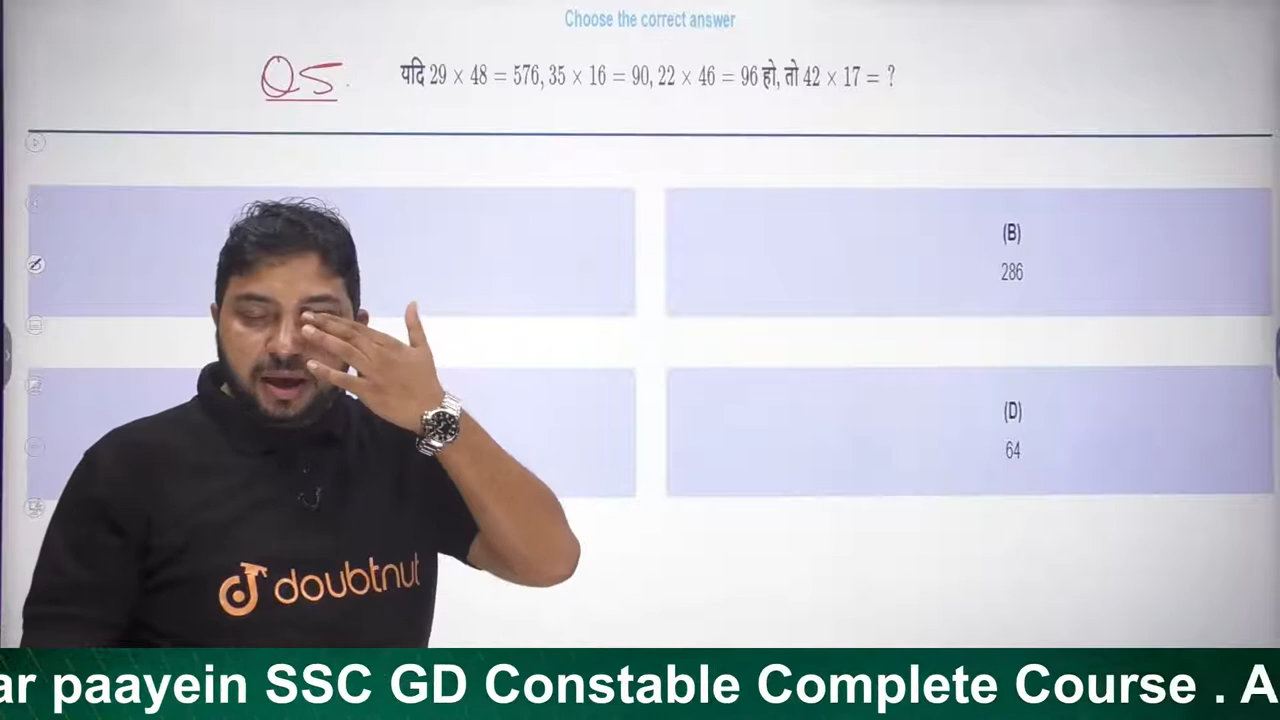 Choose the correct answer
Q5.
यदि 29 × 48 = 576, 35 × 16 = 90, 22 × 46 = 96 हो, तो 42 × 17 = ?
(B)
286
(D)
64
doubtnut
ar paayein SSC GD Constable Complete Course . A